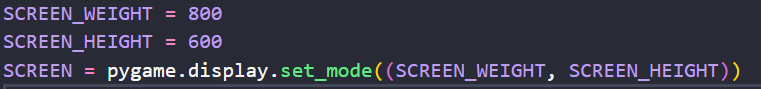 SCREEN_WEIGHT = 800
SCREEN_HEIGHT = 600
SCREEN = pygame.display.set_mode((SCREEN_WEIGHT, SCREEN_HEIGHT))